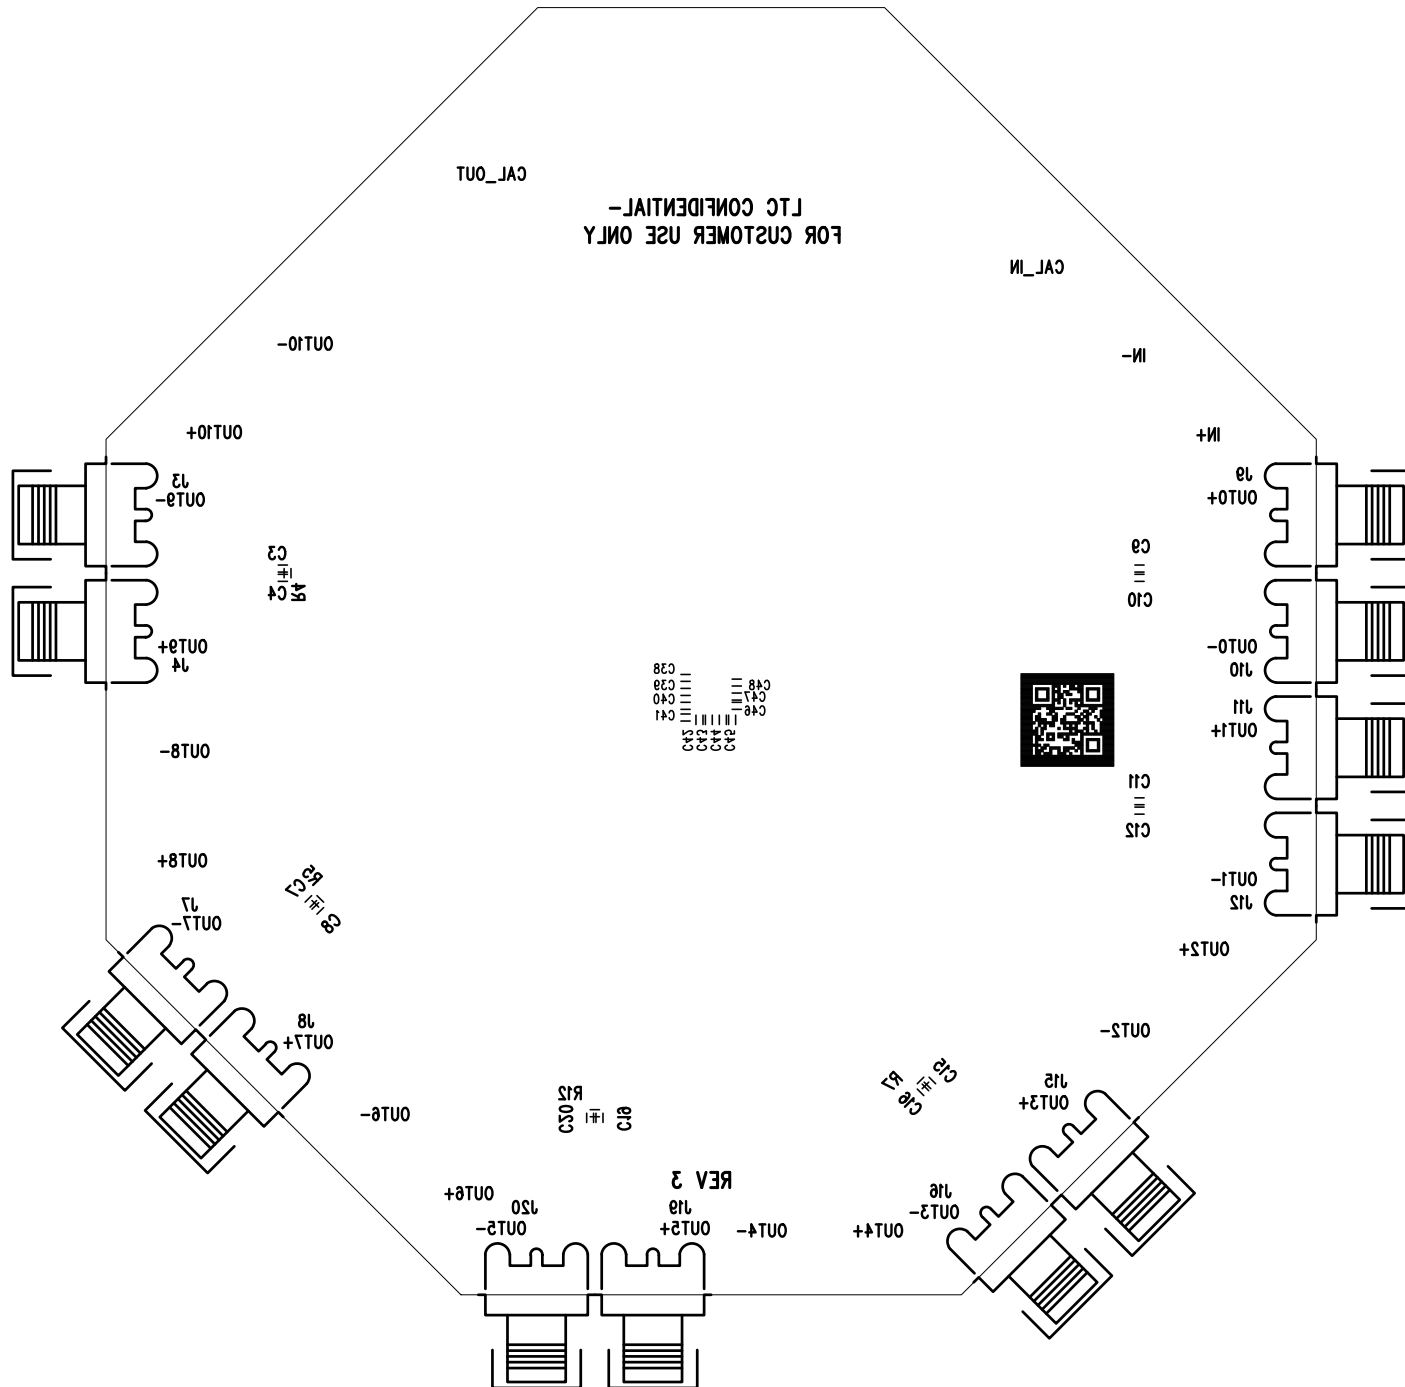 CAL_OUT
LTC CONFIDENTIAL-
FOR CUSTOMER USE ONLY
CAL_IN
OUT10-
IN-
OUT10+
IN+
J3
OUT9-
J9
OUT0+
C3
C4
R4
C9
C10
OUT9+
J4
OUT0-
J10
C38
C39
C40
C41
C42
C43
C44
C45
C48
C47
C46
J11
OUT1+
OUT8-
C11
C12
OUT8+
R5
C7
C8
OUT1-
J12
J7
OUT7-
OUT2+
J8
OUT7+
OUT2-
R7
C15
C16
J15
OUT3+
OUT6-
R12
C20
C19
REV 3
OUT6+
J20
OUT5-
J19
OUT5+
OUT4-
OUT4+
J16
OUT3-